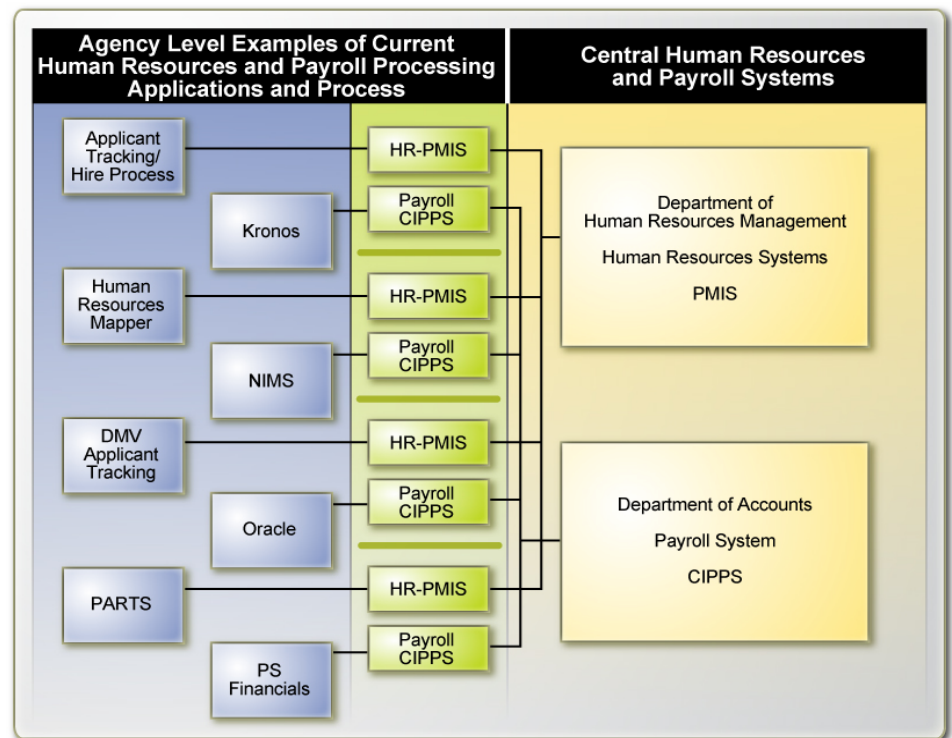 Agency Level Examples of Current
Human Resources and Payroll Processing
Applications and Process
Central Human Resources
and Payroll Systems
Applicant
Tracking/
Hire Process
HR-PMIS
Kronos
Payroll
CIPPS
Human
Resources
Mapper
HR-PMIS
NIMS
Payroll
CIPPS
DMV
Applicant
Tracking
HR-PMIS
Oracle
Payroll
CIPPS
PARTS
HR-PMIS
PS
Financials
Payroll
CIPPS
Department of
Human Resources Management
Human Resources Systems
PMIS
Department of Accounts
Payroll System
CIPPS